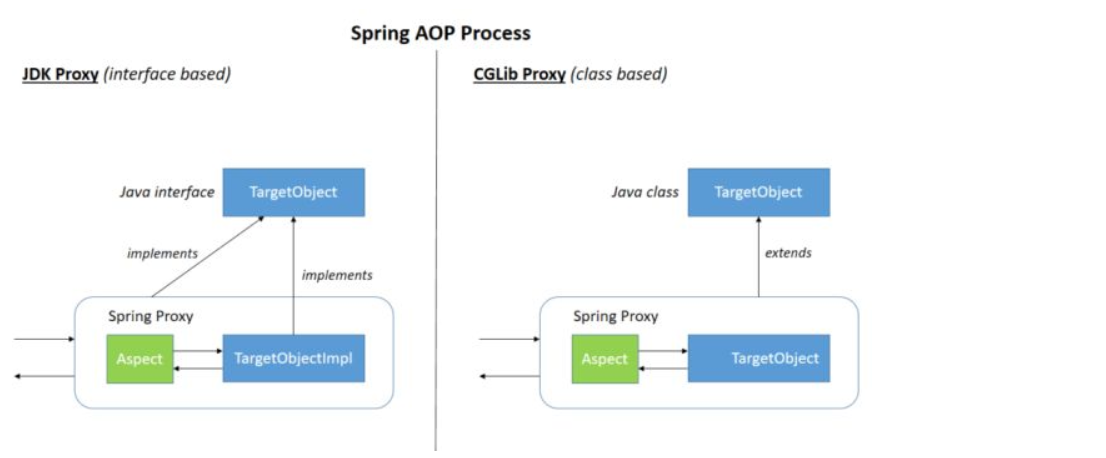 Spring AOP Process
JDK Proxy (interface based)
Java interface
TargetObject
implements
implements
Spring Proxy
Aspect
TargetObjectImpl
CGLib Proxy (class based)
Java class
TargetObject
extends
Spring Proxy
Aspect
TargetObject